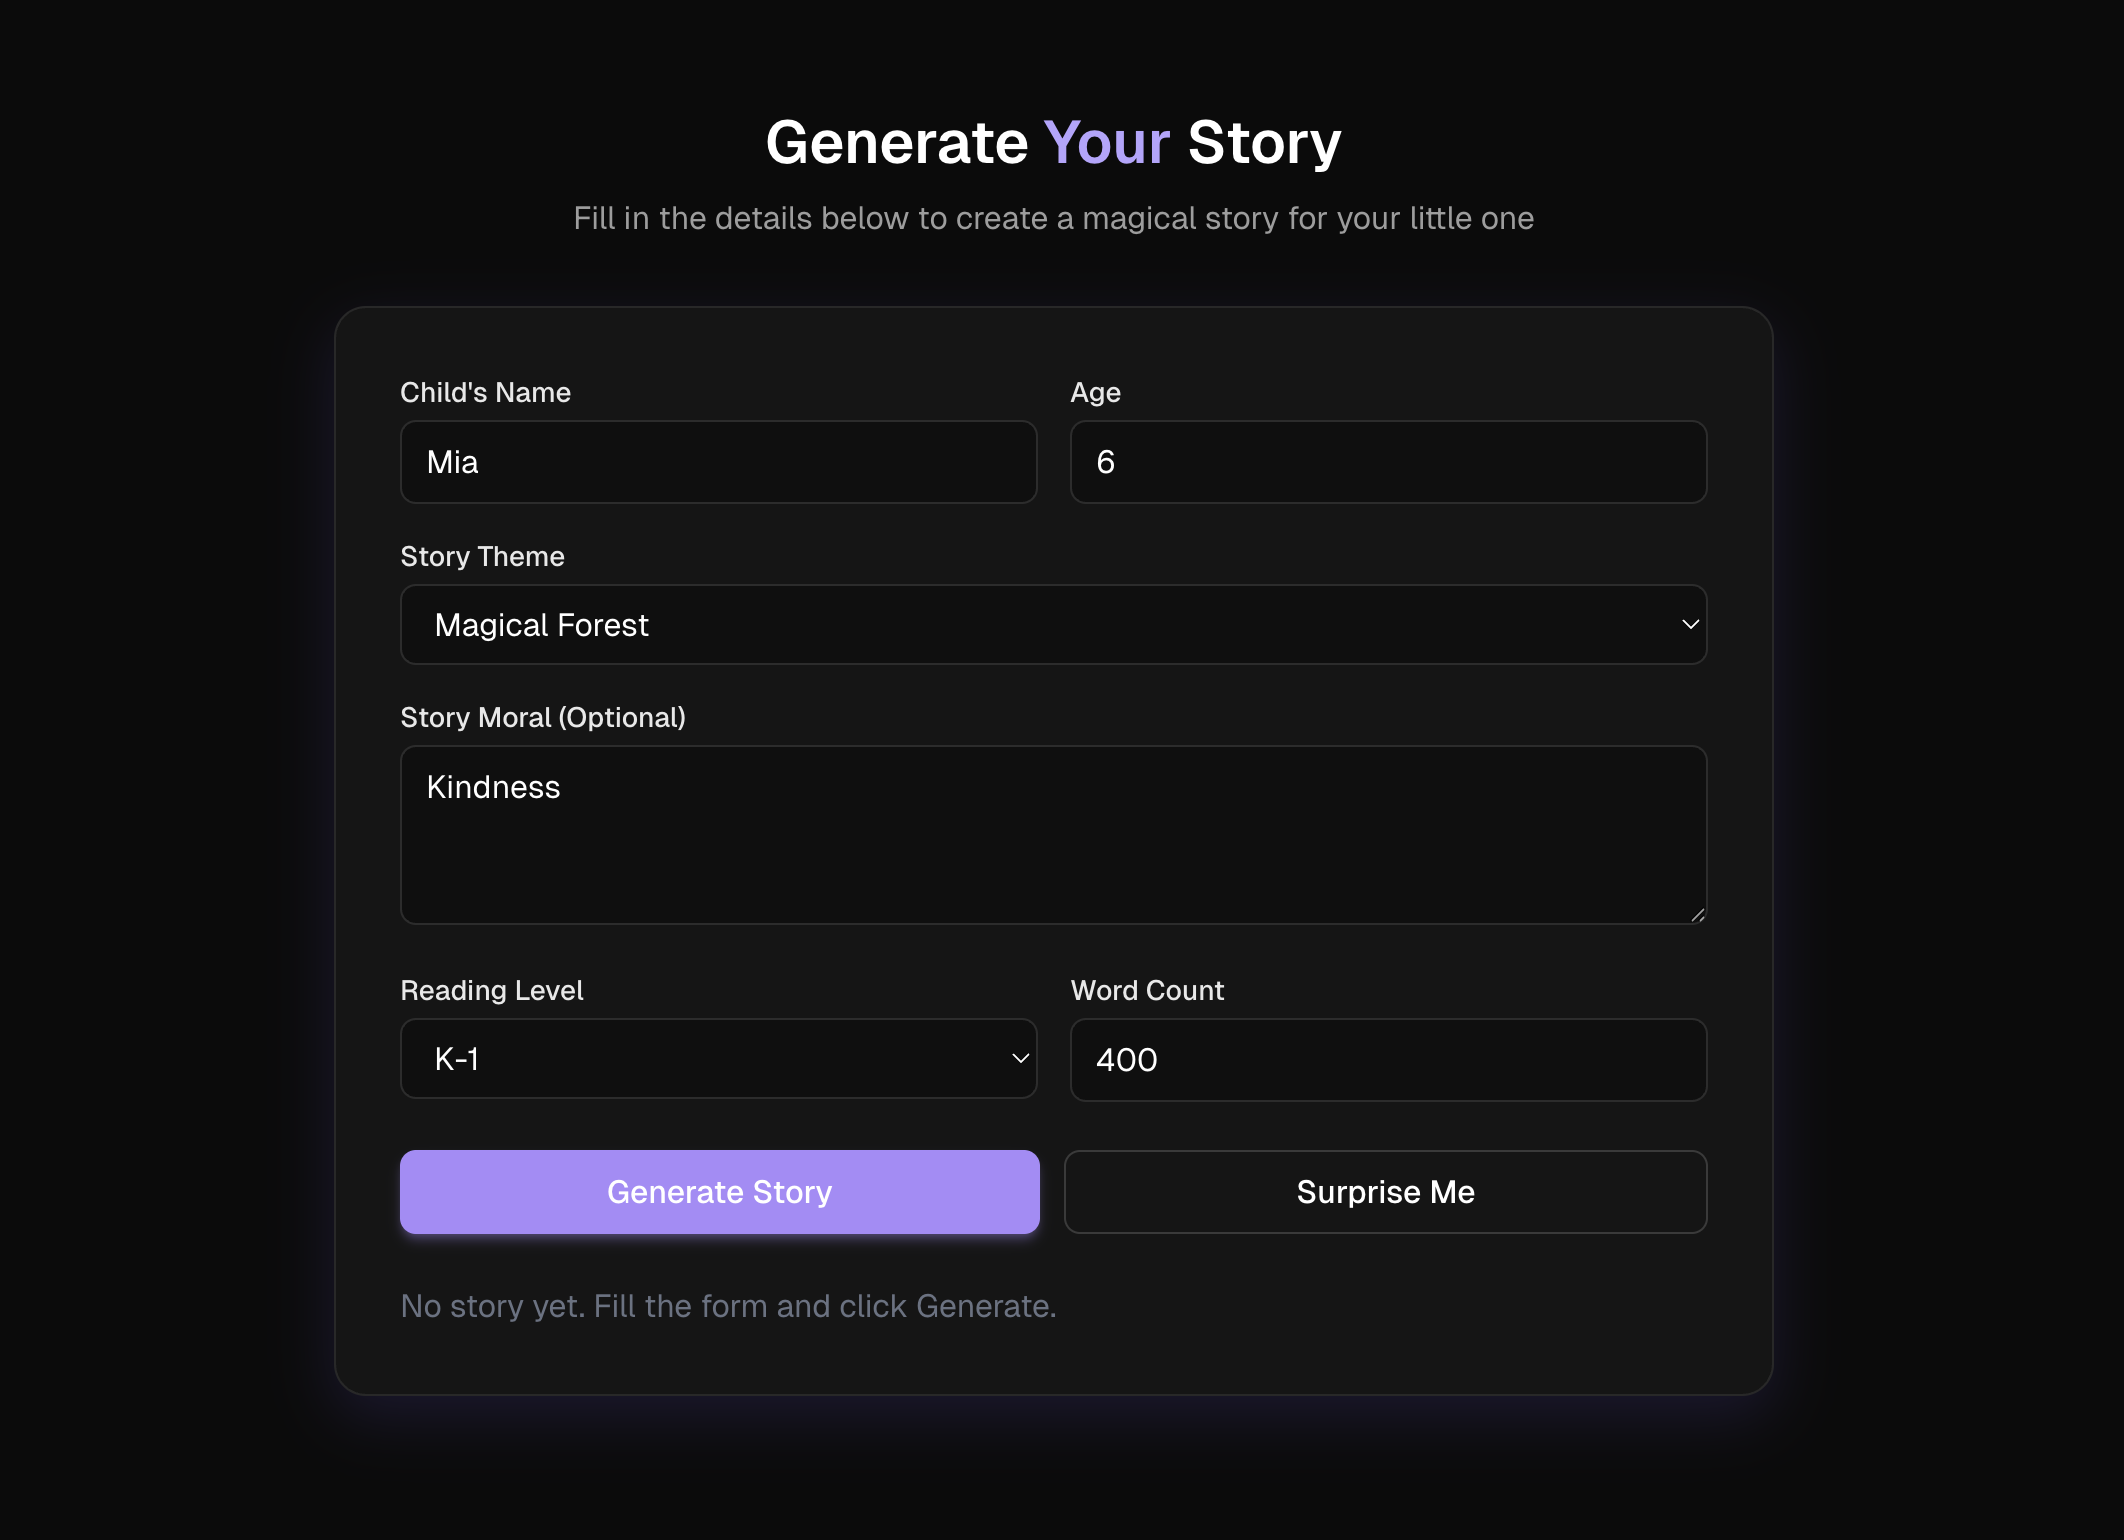 Generate Your Story
Fill in the details below to create a magical story for your little one
Child's Name
Age
Mia
6
Story Theme
Magical Forest
Story Moral (Optional)
Kindness
Reading Level
Word Count
K-1
400
Generate Story
Surprise Me
No story yet. Fill the form and click Generate.